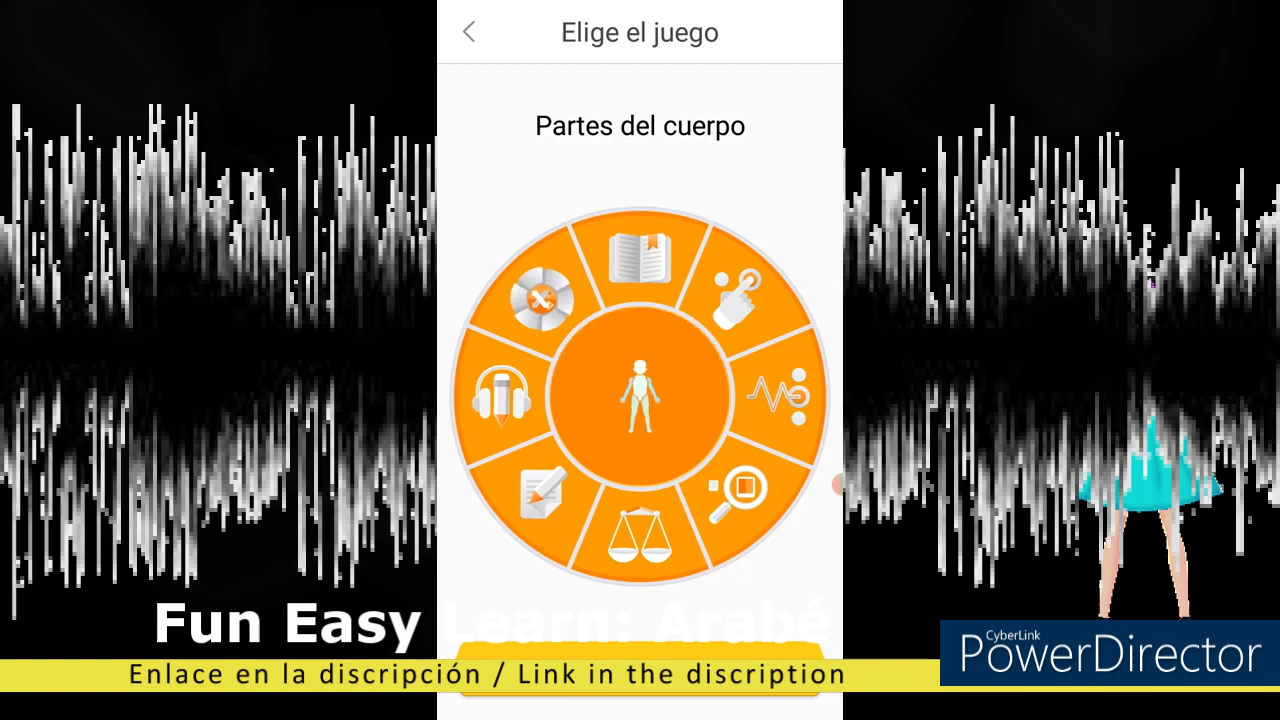 Elige el juego
Partes del cuerpo
Fun Easy Learn: Arabé
Enlace en la discripción / Link in the discription
CyberLink
PowerDirector